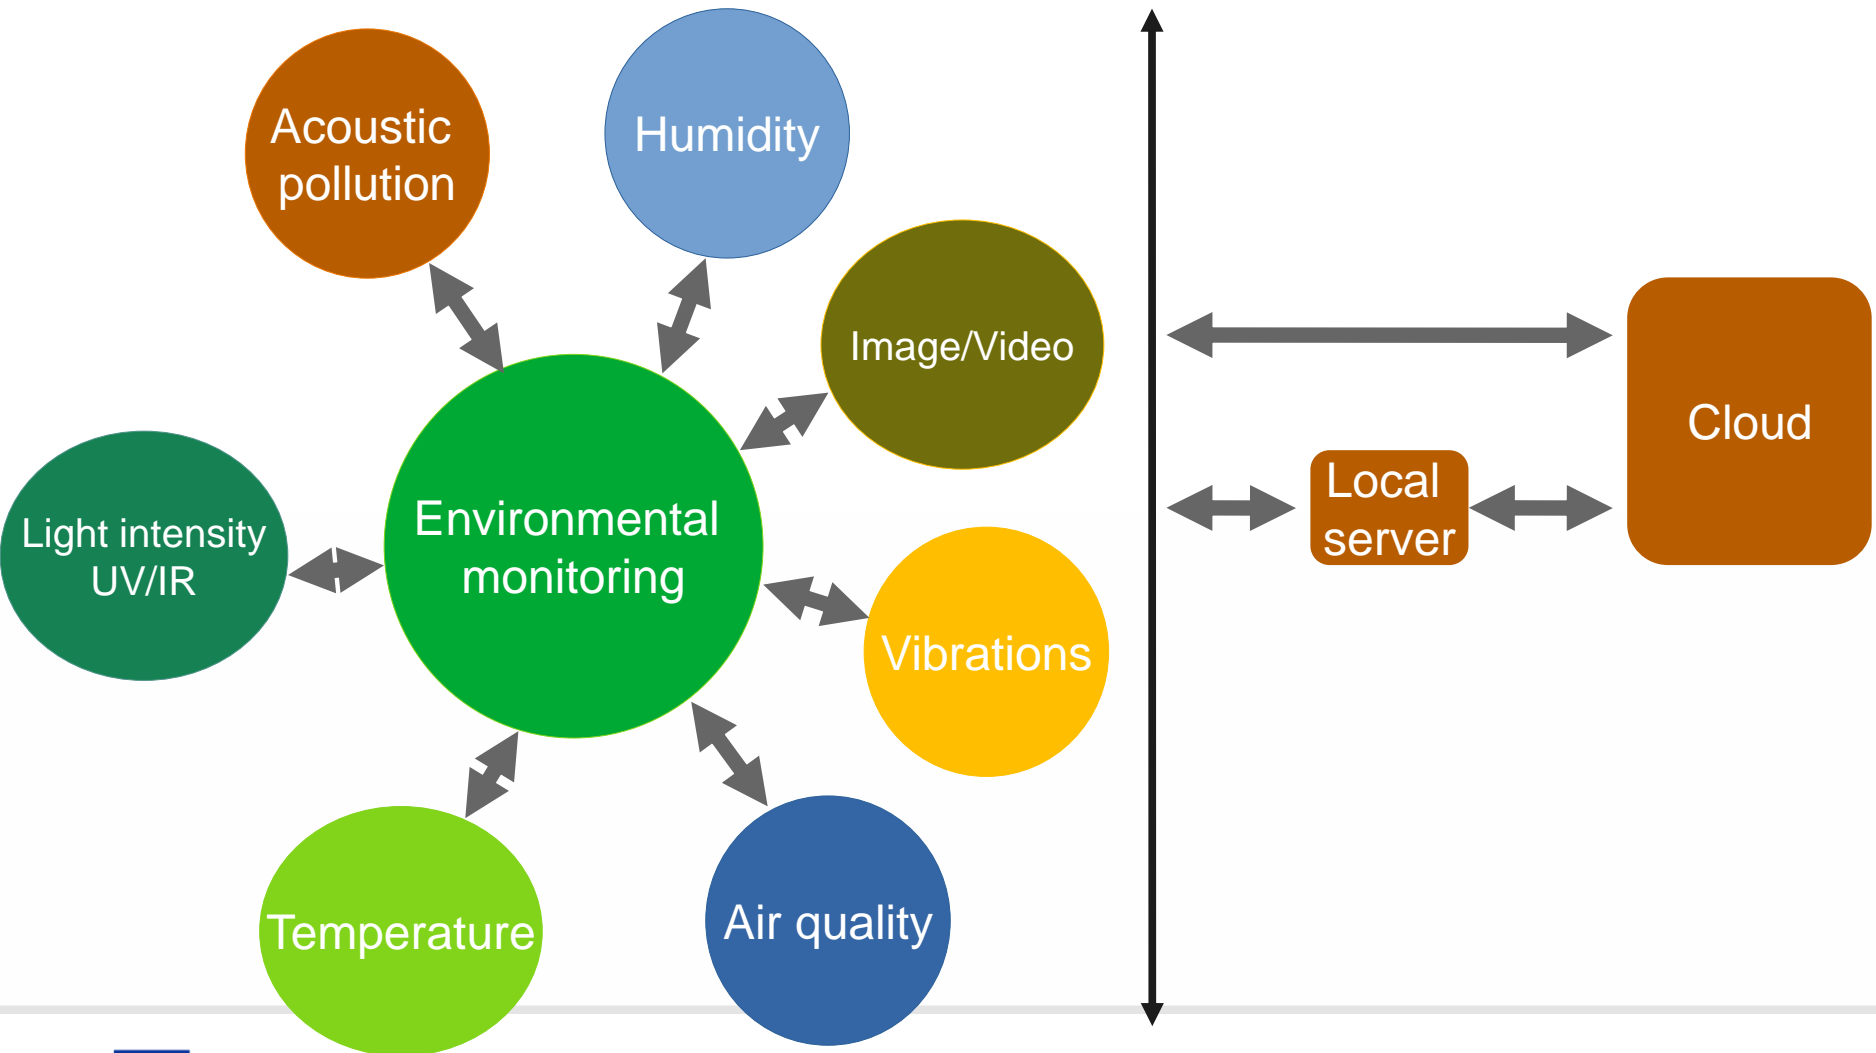 Acoustic
pollution
Humidity
Image/Video
Light intensity
UV/IR
Environmental
monitoring
Vibrations
Temperature
Air quality
Local
server
Cloud